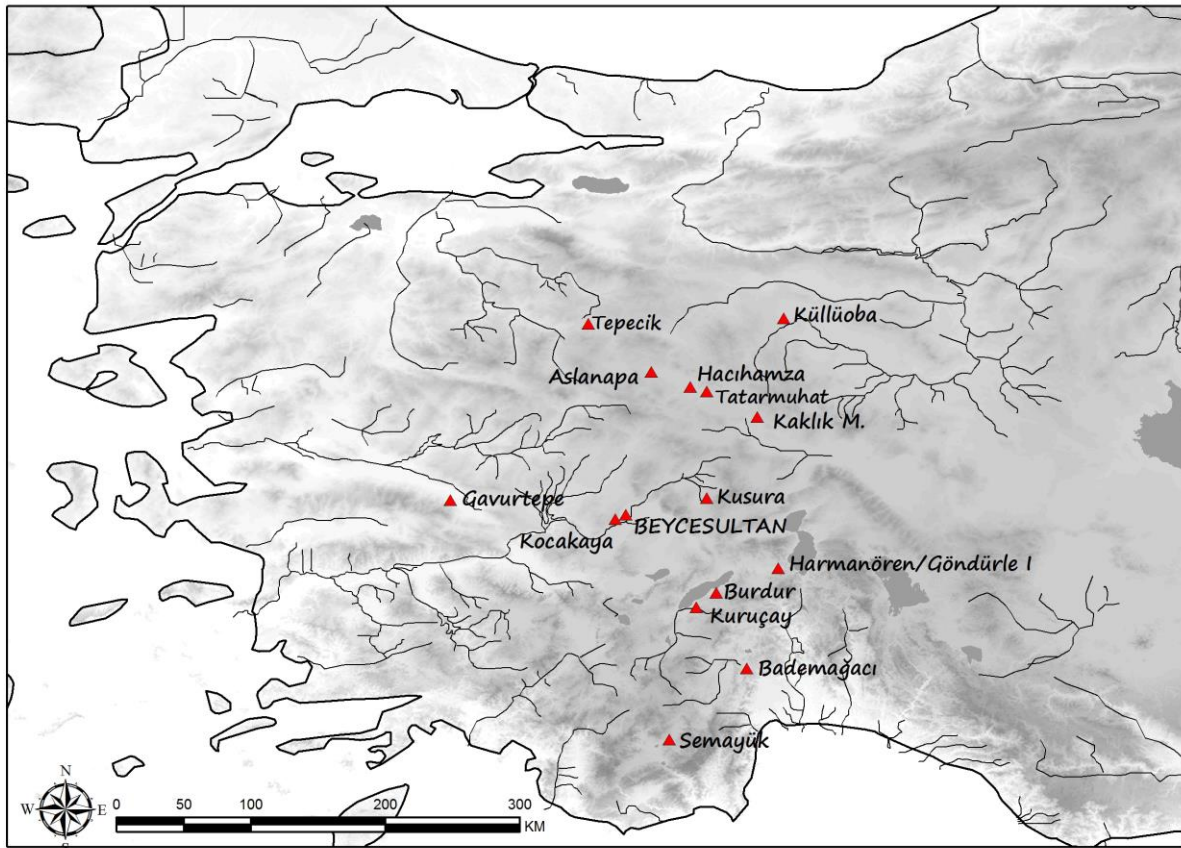 Küllüoba
Tepecik
Aslanapa
Hacıhamza
Tatarmuhat
Kaklık M.
Gavurtepe
Kusura
BEYCESULTAN
Kocakaya
Harmanören/Göndürle I
Burdur
Kuruçay
Bademağacı
Semayük
N
W E
S
0 50 100 200 300
KM